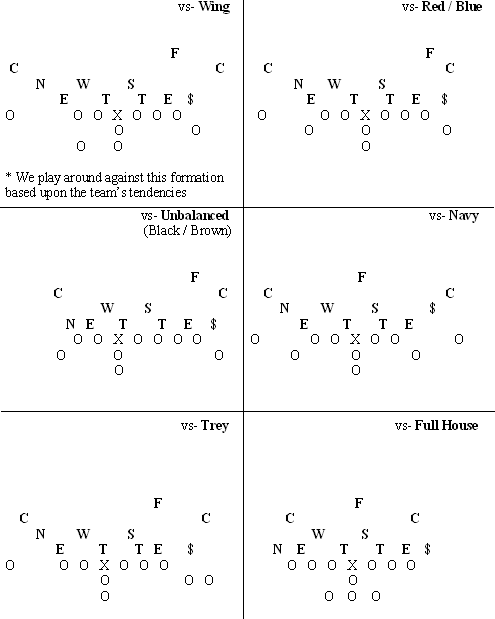 vs- Wing
F
C C
N W S
E T T E $
O O O X O O O
O O
O O
* We play around against this formation
based upon the team's tendencies
vs- Red / Blue
F
C C
N W S
E T T E $
O O O X O O O
O O O
O
vs- Unbalanced
(Black / Brown)
F
C C
W S
N E T T E $
O O X O O O O
O O O
O
vs- Navy
F
C C
N W S $
E T T E
O O O X O O O
O O O
O
vs- Trey
F
C C
N W S
E T T E $
O O O X O O O
O O O
O
vs- Full House
F
C C
W S
N E T T E $
O O O X O O O
O
O O O